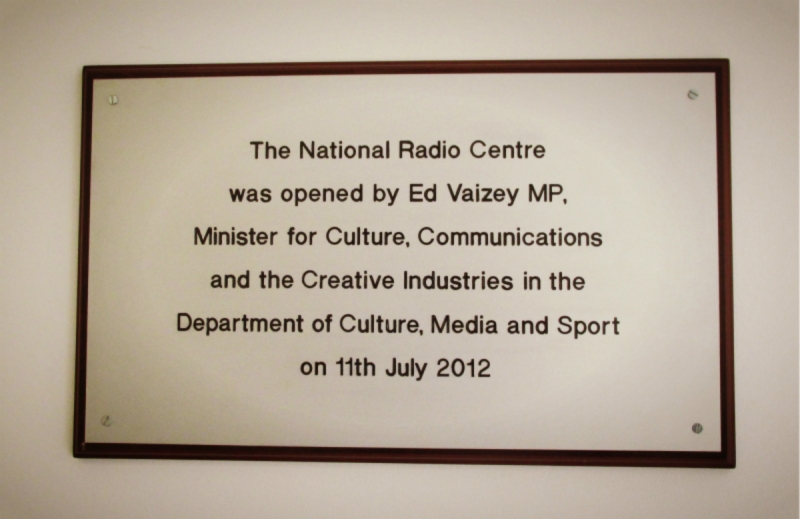 The National Radio Centre
was opened by Ed Vaizey MP,
Minister for Culture, Communications
and the Creative Industries in the
Department of Culture, Media and Sport
on 11th July 2012